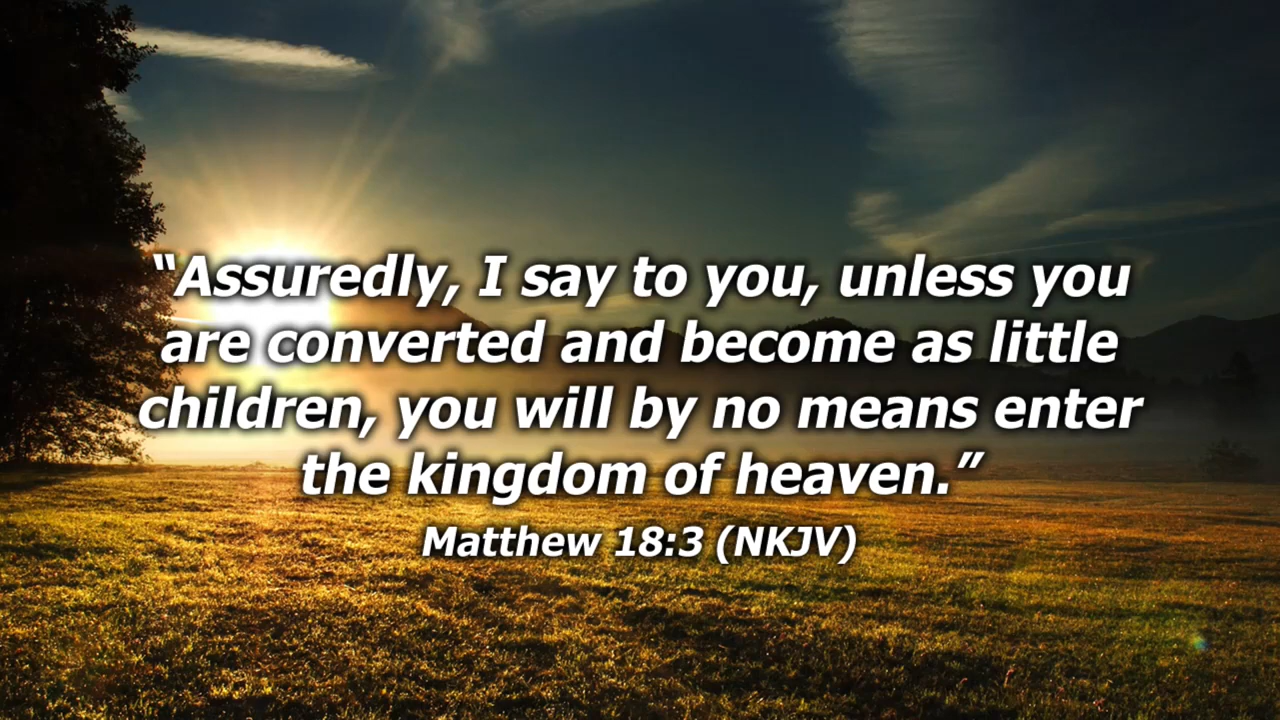 “Assuredly, I say to you, unless you
are converted and become as little
children, you will by no means enter
the kingdom of heaven.”
Matthew 18:3 (NKJV)